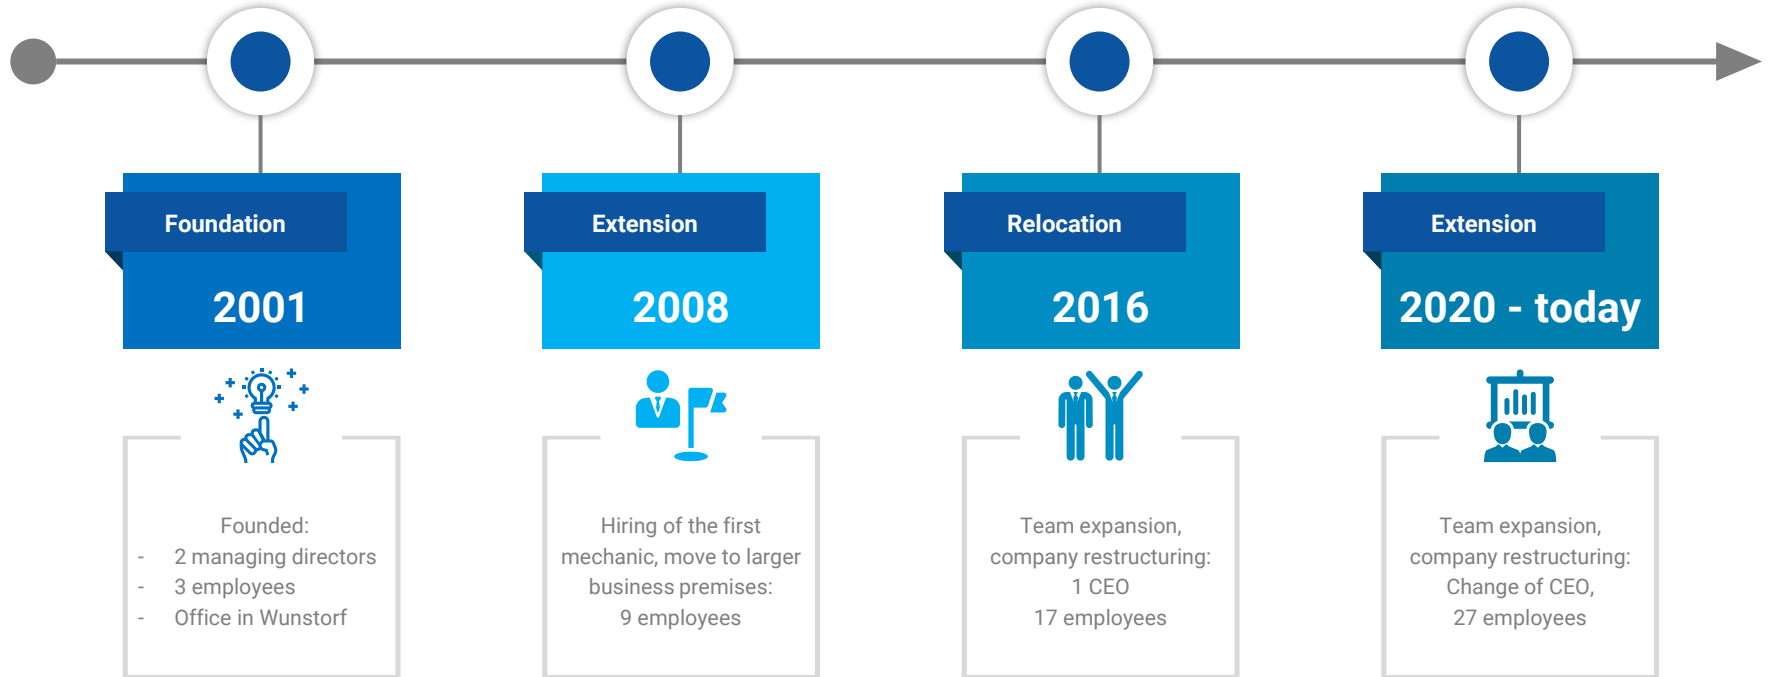 Foundation
2001
Founded:
- 2 managing directors
- 3 employees
- Office in Wunstorf
Extension
2008
Hiring of the first
mechanic, move to larger
business premises:
9 employees
Relocation
2016
Team expansion,
company restructuring:
1 CEO
17 employees
Extension
2020 - today
Team expansion,
company restructuring:
Change of CEO,
27 employees